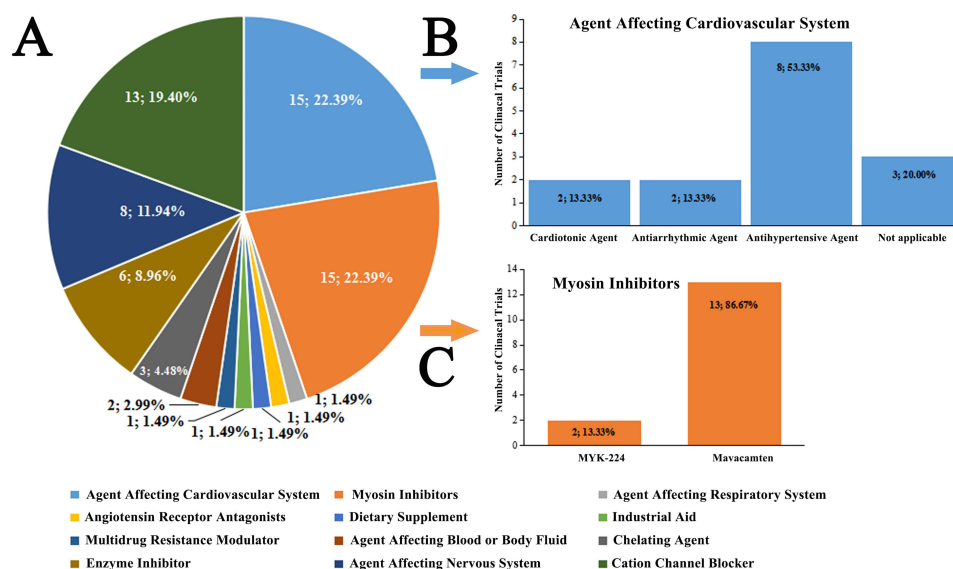 A
13; 19.40%
15; 22.39%
8; 11.94%
6; 8.96%
15; 22.39%
3; 4.48%
2; 2.99%
1; 1.49%
1; 1.49%
1; 1.49%
1; 1.49%
1; 1.49%
B
Agent Affecting Cardiovascular System
Number of Clinacal Trials
9
8
7
6
5
4
3
2
1
0
2; 13.33%
2; 13.33%
8; 53.33%
3; 20.00%
Cardiotonic Agent Antiarrhythmic Agent Antihypertensive Agent Not applicable
C
Myosin Inhibitors
Number of Clinacal Trials
14
12
10
8
6
4
2
0
2; 13.33%
13; 86.67%
MYK-224 Mavacamten
Agent Affecting Cardiovascular System Myosin Inhibitors Agent Affecting Respiratory System
Angiotensin Receptor Antagonists Dietary Supplement Industrial Aid
Multidrug Resistance Modulator Agent Affecting Blood or Body Fluid Chelating Agent
Enzyme Inhibitor Agent Affecting Nervous System Cation Channel Blocker